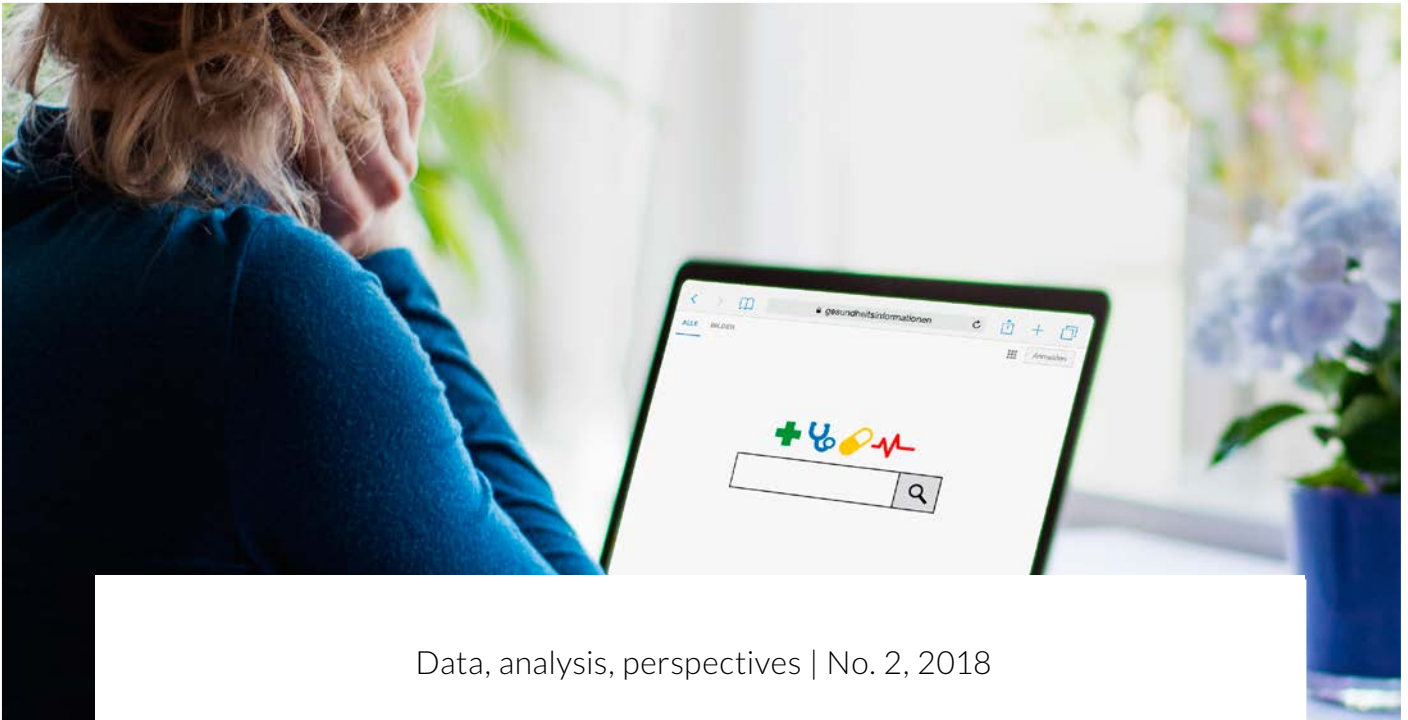 gesundheitsinformationen
ALLE BILDER
Anmelden
Data, analysis, perspectives | No. 2, 2018